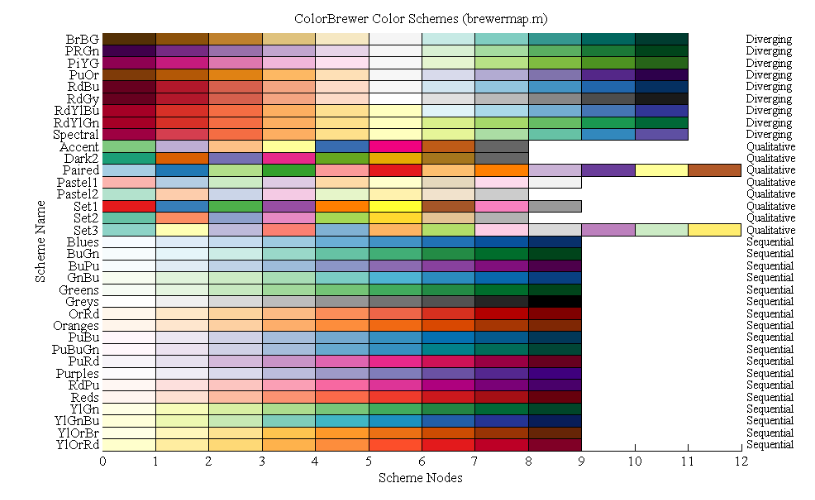 ColorBrewer Color Schemes (brewermap.m)
BrBG Diverging
PRGn Diverging
PiYG Diverging
PuOr Diverging
RdBu Diverging
RdGy Diverging
RdYlBu Diverging
RdYlGn Diverging
Spectral Diverging
Accent Qualitative
Dark2 Qualitative
Paired Qualitative
Pastel1 Qualitative
Pastel2 Qualitative
Set1 Qualitative
Set2 Qualitative
Set3 Qualitative
Blues Sequential
BuGn Sequential
BuPu Sequential
GnBu Sequential
Greens Sequential
Greys Sequential
OrRd Sequential
Oranges Sequential
PuBu Sequential
PuBuGn Sequential
PuRd Sequential
Purples Sequential
RdPu Sequential
Reds Sequential
YlGn Sequential
YlGnBu Sequential
YlOrBr Sequential
YlOrRd Sequential
Scheme Name
0 1 2 3 4 5 6 7 8 9 10 11 12
Scheme Nodes